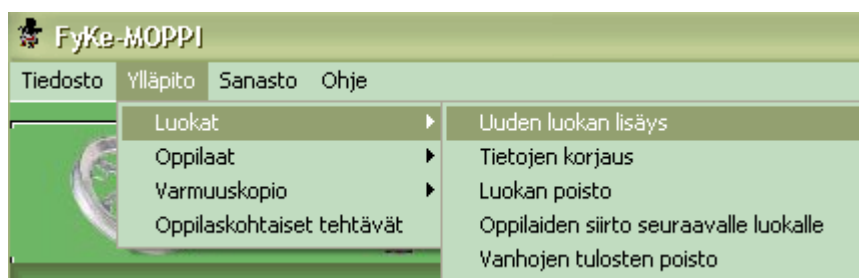 FyKe-MOPPI
Tiedosto Ylläpito Sanasto Ohje
Luokat
Oppilaat
Varmuuskopio
Oppilaskohtaiset tehtävät
Uuden luokan lisäys
Tietojen korjaus
Luokan poisto
Oppilaiden siirto seuraavalle luokalle
Vanhojen tulosten poisto